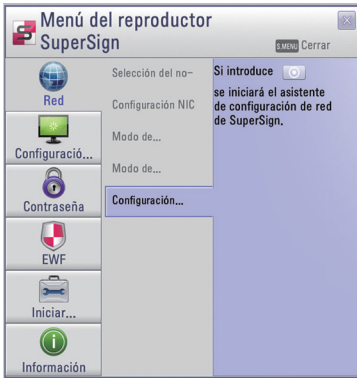 Menú del reproductor
SuperSign
S.MENU Cerrar
Red
Configuració...
Contraseña
EWF
Iniciar...
Información
Selección del no-
Configuración NIC
Modo de...
Modo de...
Configuración...
Si introduce
se iniciará el asistente
de configuración de red
de SuperSign.